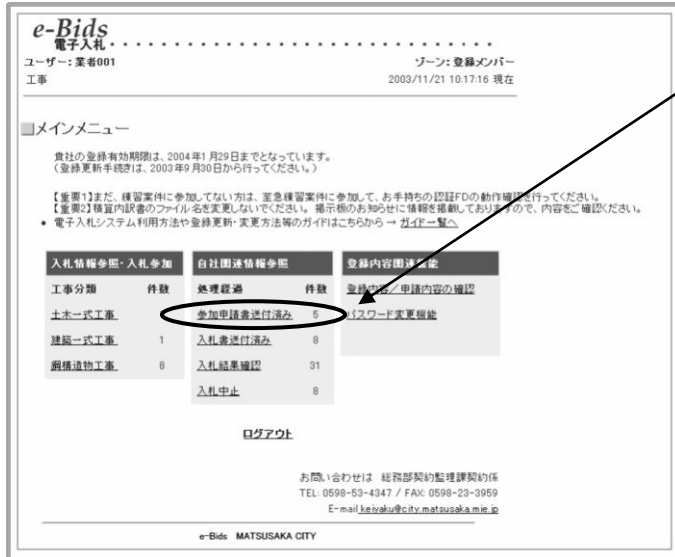 e-Bids
電子入札
ユーザー: 業者001 ゾーン: 登録メンバー
工事 2003/11/21 10:17:16 現在
メインメニュー
貴社の登録有効期限は、2004年1月29日までとなっています。
(登録更新手続きは、2003年9月30日から行ってください。)
【重要1】まだ、練習案件に参加してない方は、至急練習案件に参加して、お手持ちの認証FDの動作確認を行ってください。
【重要2】積算内訳書のファイル名を変更しないでください。掲示板のお知らせに情報を掲載しておりますので、内容をご確認ください。
• 電子入札システム利用方法や登録更新・変更方法等のガイドはこちらから → ガイド一覧へ
入札情報参照・入札参加 自社関連情報参照 登録内容関連機能
工事分類 件数 処理経過 件数 登録内容/申請内容の確認
土木一式工事 参加申請書送付済み 5 パスワード変更機能
建築一式工事 1 入札書送付済み 8
鋼構造物工事 8 入札結果確認 31
入札中止 8
ログアウト
お問い合わせは 総務部契約監理課契約係
TEL: 0598-53-4347 / FAX: 0598-23-3959
E-mail keiyaku@city.matsusaka.mie.jp
e-Bids MATSUSAKA CITY